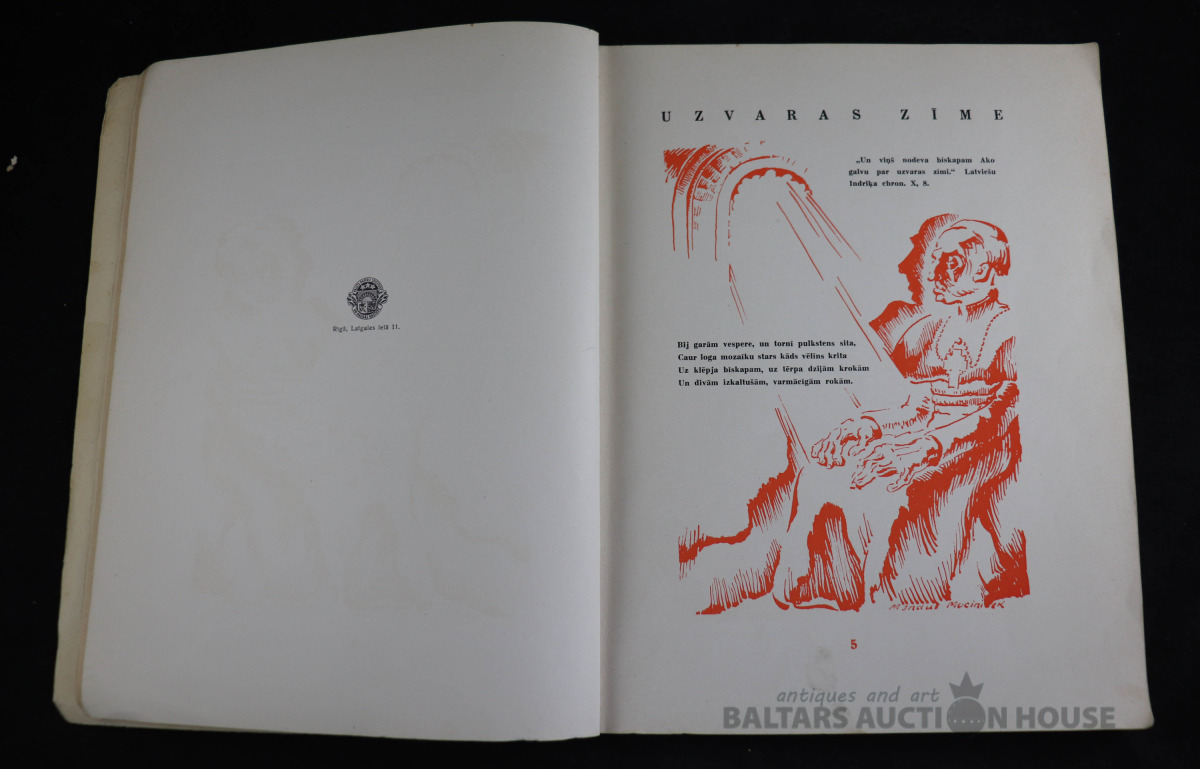 Rīgā, Latgales ielā 11.
UZVARAS ZĪME
„Un viņš nodeva bīskapam Ako
galvu par uzvaras zīmi.“ Latviešu
Indriķa chron. X, 8.
Bij garām vespere, un tornī pulkstens sita,
Caur loga mozaiku stars kāds vēlīns krita
Uz klēpja bīskapam, uz tērpa dziļām krokām
Un divām izkaltušām, varmācīgām rokām.
5
antiques and art
BALTARS AUCTION HOUSE